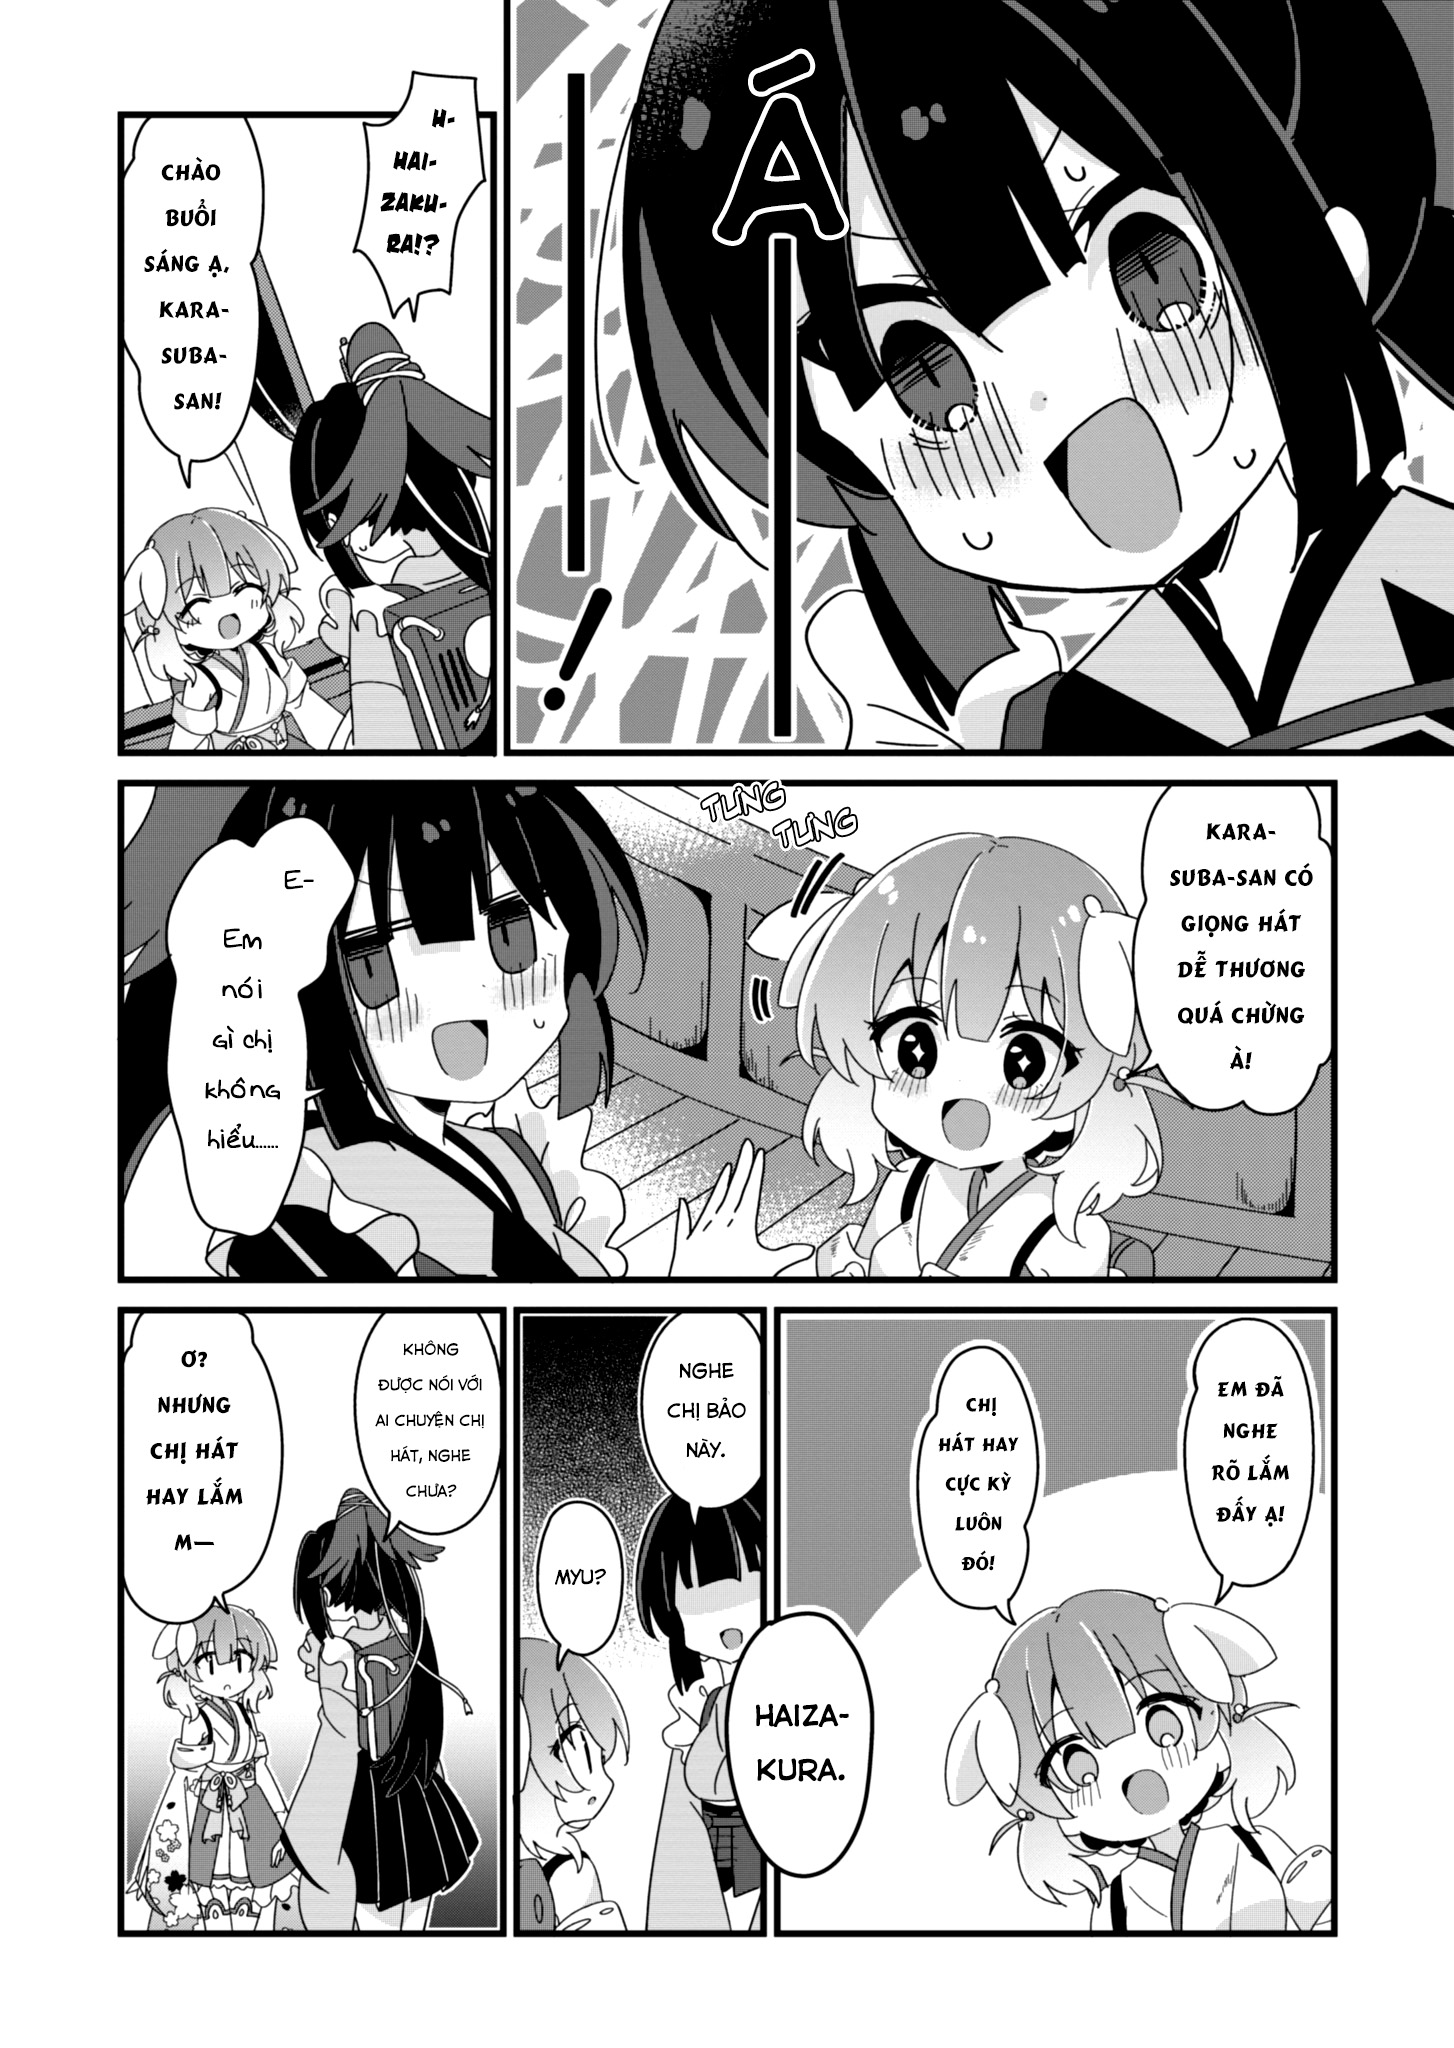 Á
!
H-
HAI-
ZAKU-
RA!?
CHÀO
BUỔI
SÁNG Ạ,
KARA-
SUBA-
SAN!
TƯNG
TƯNG
KARA-
SUBA-SAN CÓ
GIỌNG HÁT
DỄ THƯƠNG
QUÁ CHỪNG
À!
E-
Em
nói
gì chị
không
hiểu......
EM ĐÃ
NGHE
RÕ LẮM
ĐẤY Ạ!
CHỊ
HÁT HAY
CỰC KỲ
LUÔN
ĐÓ!
HAIZA-
KURA.
NGHE
CHỊ BẢO
NÀY.
MYU?
KHÔNG
ĐƯỢC NÓI VỚI
AI CHUYỆN CHỊ
HÁT, NGHE
CHƯA?
Ơ?
NHƯNG
CHỊ HÁT
HAY LẮM
M—